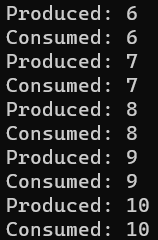 Produced: 6
Consumed: 6
Produced: 7
Consumed: 7
Produced: 8
Consumed: 8
Produced: 9
Consumed: 9
Produced: 10
Consumed: 10